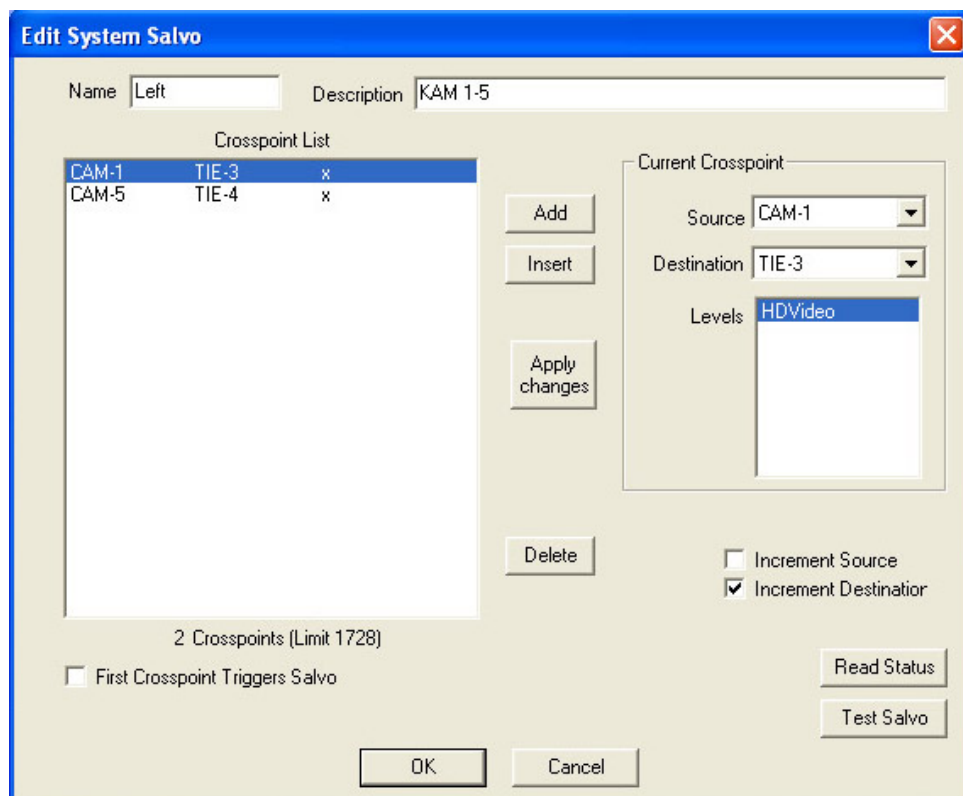 Edit System Salvo
Name Left Description KAM 1-5
Crosspoint List
CAM-1 TIE-3 x
CAM-5 TIE-4 x
2 Crosspoints (Limit 1728)
First Crosspoint Triggers Salvo
Add
Insert
Apply
changes
Delete
Current Crosspoint
Source CAM-1
Destination TIE-3
Levels HDVideo
Increment Source
Increment Destination
Read Status
Test Salvo
OK Cancel